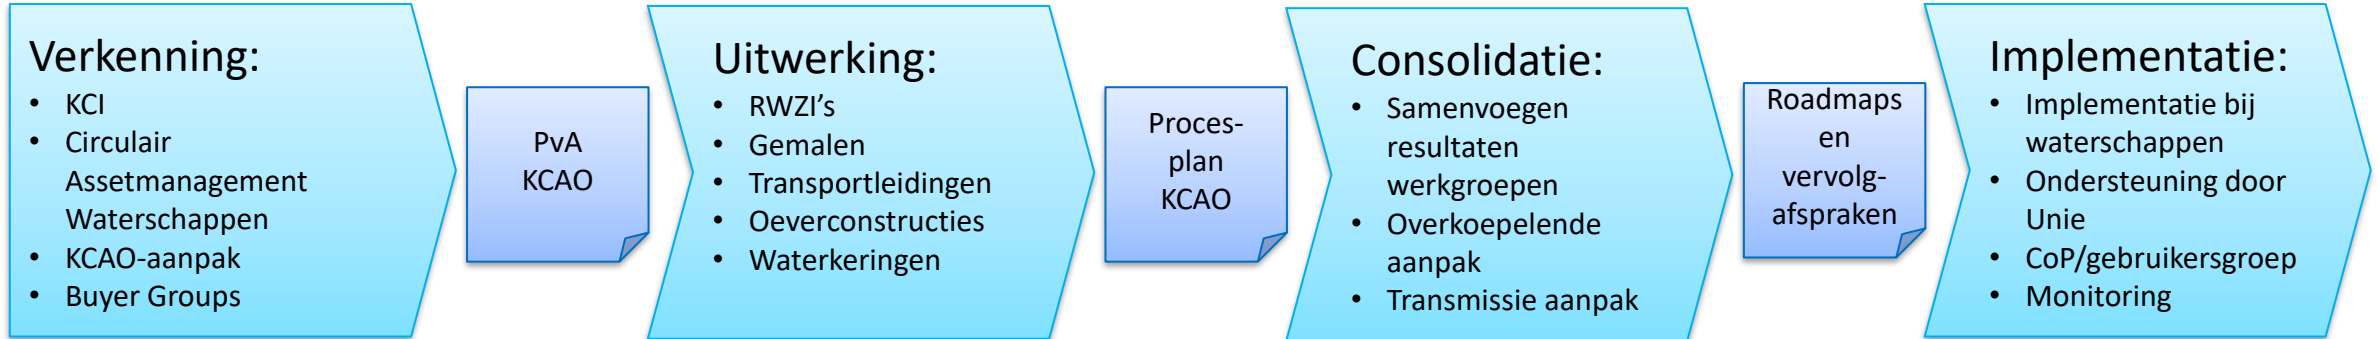 Verkenning:
• KCI
• Circulair
Assetmanagement
Waterschappen
• KCAO-aanpak
• Buyer Groups
PvA
KCAO
Uitwerking:
• RWZI’s
• Gemalen
• Transportleidingen
• Oeverconstructies
• Waterkeringen
Proces-
plan
KCAO
Consolidatie:
• Samenvoegen
resultaten
werkgroepen
• Overkoepelende
aanpak
• Transmissie aanpak
Roadmaps
en
vervolg-
afspraken
Implementatie:
• Implementatie bij
waterschappen
• Ondersteuning door
Unie
• CoP/gebruikersgroep
• Monitoring